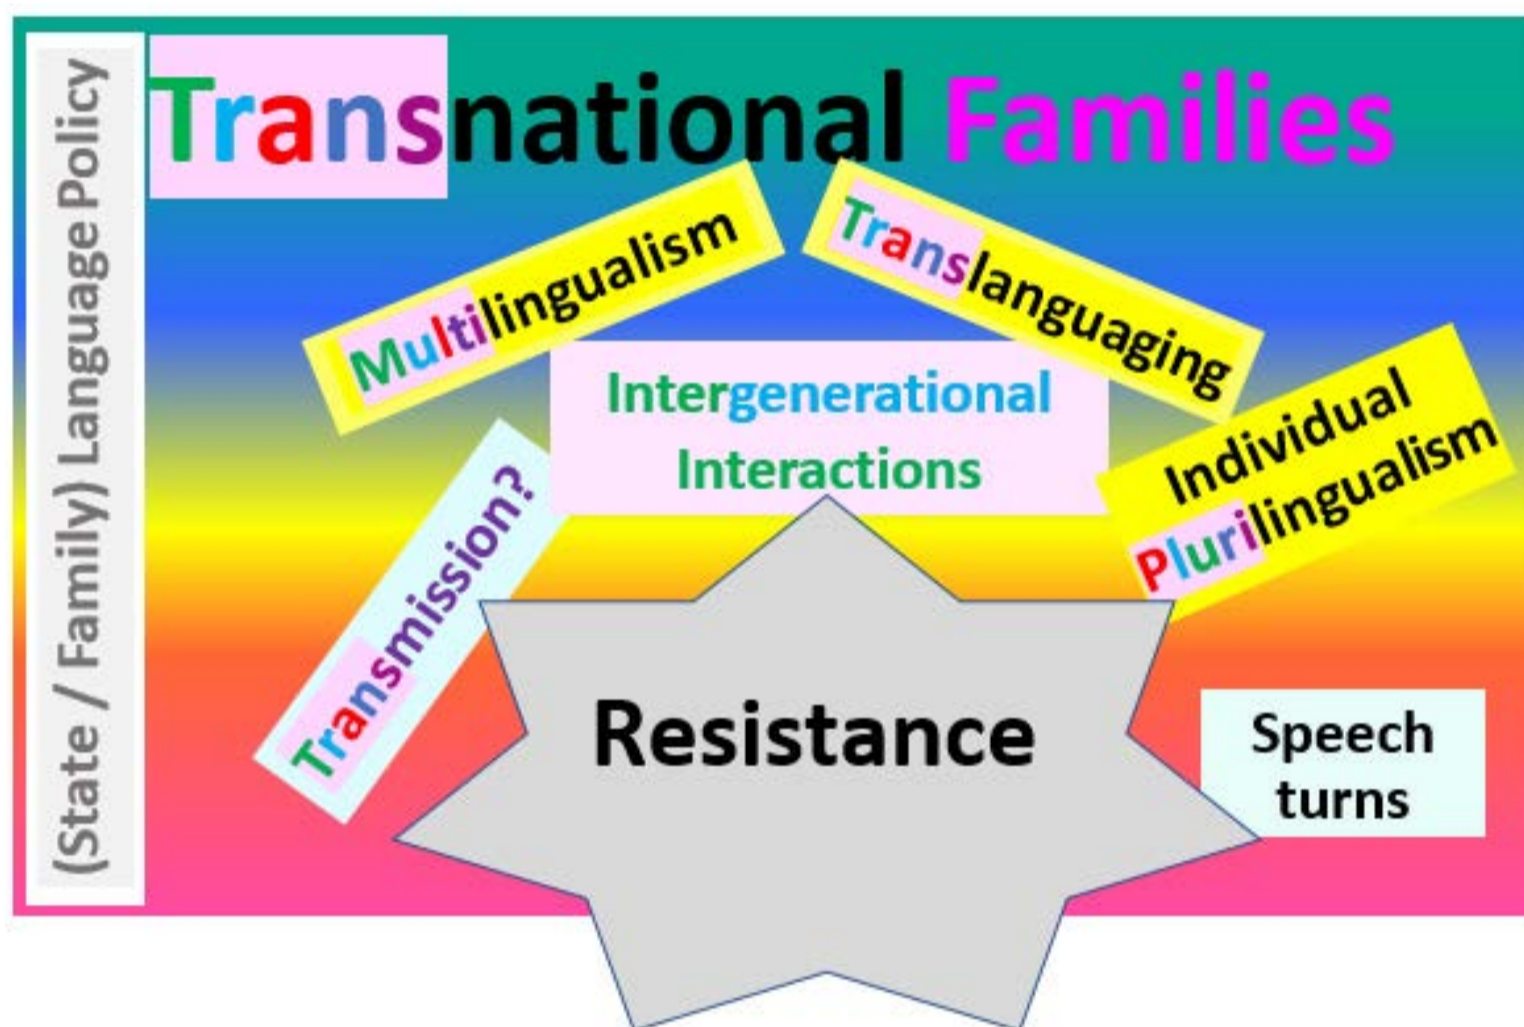 (State / Family) Language Policy
Transnational Families
Multilingualism
Translanguaging
Intergenerational
Interactions
Individual
Plurilingualism
Transmission?
Resistance
Speech
turns